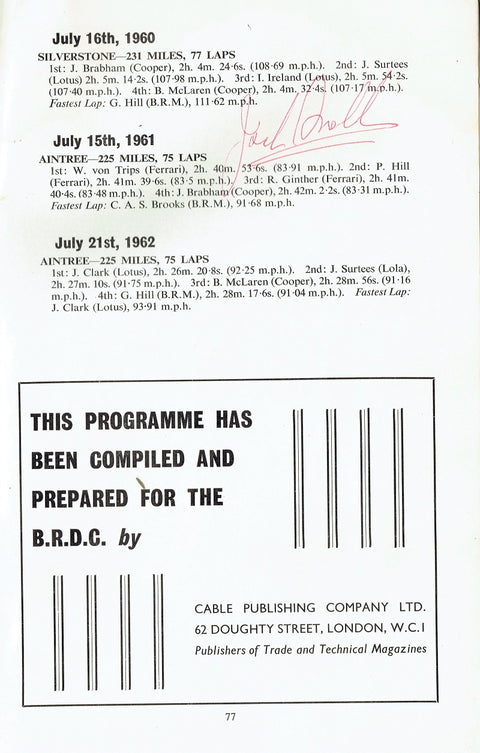 July 16th, 1960
SILVERSTONE—231 MILES, 77 LAPS
1st: J. Brabham (Cooper), 2h. 4m. 24·6s. (108·69 m.p.h.). 2nd: J. Surtees
(Lotus) 2h. 5m. 14·2s. (107·98 m.p.h.). 3rd: I. Ireland (Lotus), 2h. 5m. 54·2s.
(107·40 m.p.h.). 4th: B. McLaren (Cooper), 2h. 4m, 32·4s. (107·17 m.p.h.).
Fastest Lap: G. Hill (B.R.M.), 111·62 m.p.h.
July 15th, 1961
AINTREE—225 MILES, 75 LAPS
1st: W. von Trips (Ferrari), 2h. 40m. 53·6s. (83·91 m.p.h.). 2nd: P. Hill
(Ferrari), 2h. 41m. 39·6s. (83·5 m.p.h.). 3rd: R. Ginther (Ferrari), 2h. 41m.
40·4s. (83·48 m.p.h.). 4th: J. Brabham (Cooper), 2h. 42m. 2·2s. (83·31 m.p.h.).
Fastest Lap: C. A. S. Brooks (B.R.M.), 91·68 m.p.h.
July 21st, 1962
AINTREE—225 MILES, 75 LAPS
1st: J. Clark (Lotus), 2h. 26m. 20·8s. (92·25 m.p.h.). 2nd: J. Surtees (Lola),
2h. 27m. 10s. (91·75 m.p.h.). 3rd: B. McLaren (Cooper), 2h. 28m. 56s. (91·16
m.p.h.). 4th: G. Hill (B.R.M.), 2h. 28m. 17·6s. (91·04 m.p.h.). Fastest Lap:
J. Clark (Lotus), 93·91 m.p.h.
THIS PROGRAMME HAS
BEEN COMPILED AND
PREPARED FOR THE
B.R.D.C. by
CABLE PUBLISHING COMPANY LTD.
62 DOUGHTY STREET, LONDON, W.C.1
Publishers of Trade and Technical Magazines
77